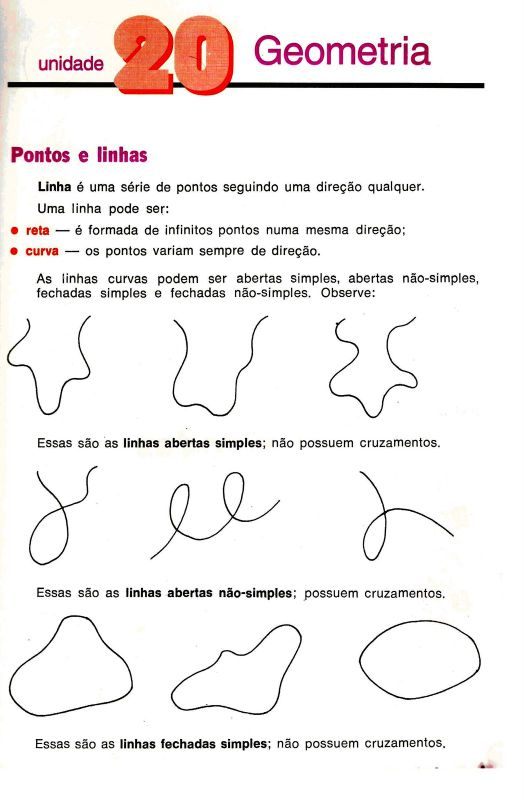 unidade 20 Geometria
Pontos e linhas
Linha é uma série de pontos seguindo uma direção qualquer.
Uma linha pode ser:
• reta — é formada de infinitos pontos numa mesma direção;
• curva — os pontos variam sempre de direção.
As linhas curvas podem ser abertas simples, abertas não-simples,
fechadas simples e fechadas não-simples. Observe:
Essas são as linhas abertas simples; não possuem cruzamentos.
Essas são as linhas abertas não-simples; possuem cruzamentos.
Essas são as linhas fechadas simples; não possuem cruzamentos.